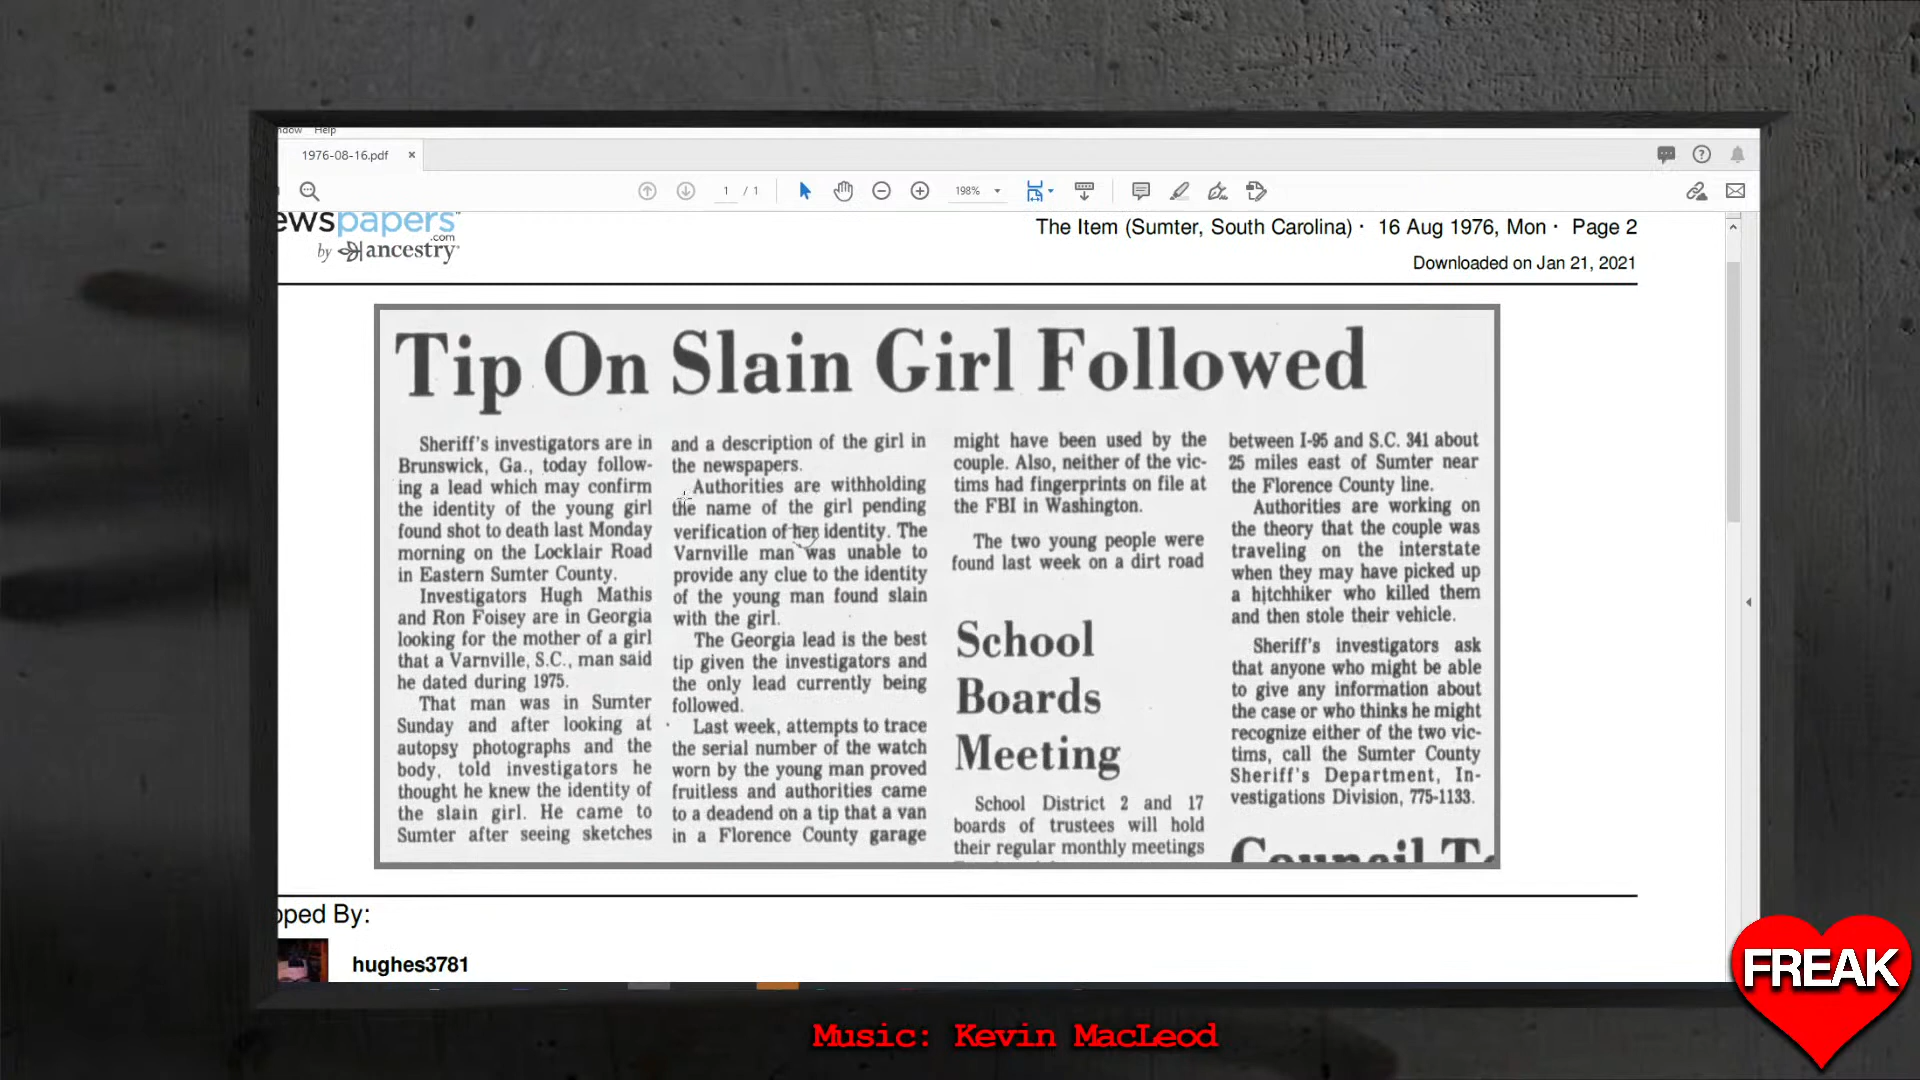 Help
1976-08-16.pdf
1 / 1
198%
ewspapers
.com
by ancestry
The Item (Sumter, South Carolina) · 16 Aug 1976, Mon · Page 2
Downloaded on Jan 21, 2021
Tip On Slain Girl Followed
Sheriff's investigators are in
Brunswick, Ga., today follow-
ing a lead which may confirm
the identity of the young girl
found shot to death last Monday
morning on the Locklair Road
in Eastern Sumter County.
Investigators Hugh Mathis
and Ron Foisey are in Georgia
looking for the mother of a girl
that a Varnville, S.C., man said
he dated during 1975.
That man was in Sumter
Sunday and after looking at
autopsy photographs and the
body, told investigators he
thought he knew the identity of
the slain girl. He came to
Sumter after seeing sketches
and a description of the girl in
the newspapers.
Authorities are withholding
the name of the girl pending
verification of her identity. The
Varnville man was unable to
provide any clue to the identity
of the young man found slain
with the girl.
The Georgia lead is the best
tip given the investigators and
the only lead currently being
followed.
Last week, attempts to trace
the serial number of the watch
worn by the young man proved
fruitless and authorities came
to a deadend on a tip that a van
in a Florence County garage
might have been used by the
couple. Also, neither of the vic-
tims had fingerprints on file at
the FBI in Washington.
The two young people were
found last week on a dirt road
between I-95 and S.C. 341 about
25 miles east of Sumter near
the Florence County line.
Authorities are working on
the theory that the couple was
traveling on the interstate
when they may have picked up
a hitchhiker who killed them
and then stole their vehicle.
Sheriff's investigators ask
that anyone who might be able
to give any information about
the case or who thinks he might
recognize either of the two vic-
tims, call the Sumter County
Sheriff's Department, In-
vestigations Division, 775-1133.
School
Boards
Meeting
School District 2 and 17
boards of trustees will hold
their regular monthly meetings
Council T
pped By:
hughes3781
FREAK
Music: Kevin MacLeod